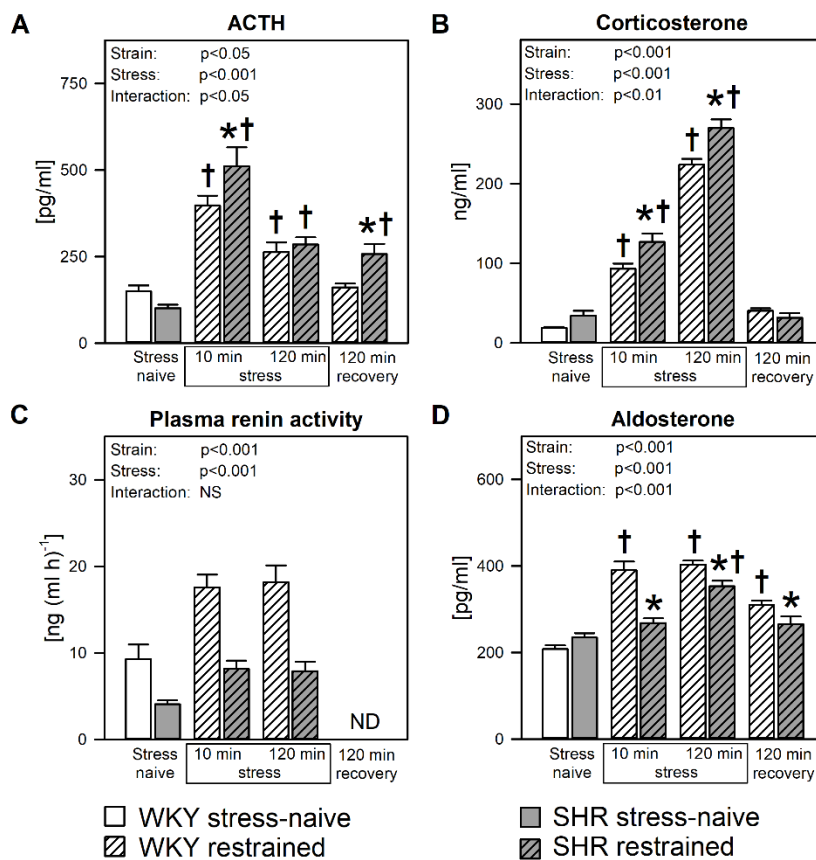 A
ACTH
Strain: p<0.05
Stress: p<0.001
Interaction: p<0.05
[pg/ml]
750
500
250
0
†
*†
†
†
*†
Stress naive
10 min
120 min
stress
120 min recovery
B
Corticosterone
Strain: p<0.001
Stress: p<0.001
Interaction: p<0.01
ng/ml]
300
200
100
0
†
*†
†
*†
Stress naive
10 min
120 min
stress
120 min recovery
C
Plasma renin activity
Strain: p<0.001
Stress: p<0.001
Interaction: NS
[ng (ml h)⁻¹]
30
20
10
0
ND
Stress naive
10 min
120 min
stress
120 min recovery
D
Aldosterone
Strain: p<0.001
Stress: p<0.001
Interaction: p<0.001
[pg/ml]
600
400
200
0
†
*
†
*†
†
*
Stress naive
10 min
120 min
stress
120 min recovery
WKY stress-naive
WKY restrained
SHR stress-naive
SHR restrained